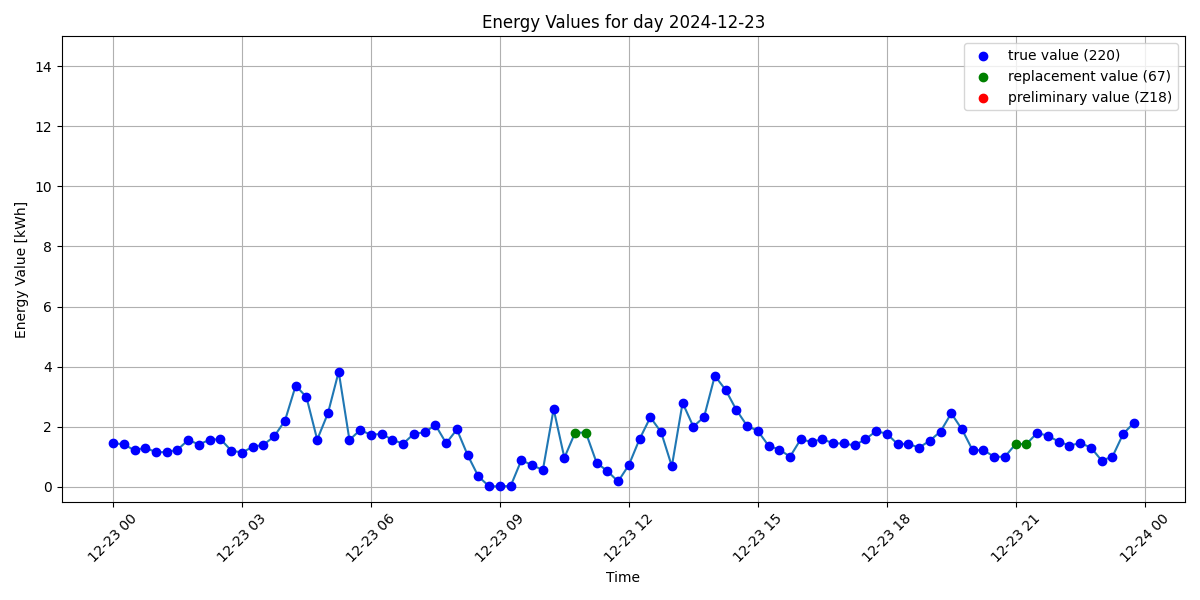 Energy Values for day 2024-12-23
true value (220)
replacement value (67)
preliminary value (Z18)
14
12
10
8
6
4
2
0
Energy Value [kWh]
12-23 00
12-23 03
12-23 06
12-23 09
12-23 12
12-23 15
12-23 18
12-23 21
12-24 00
Time